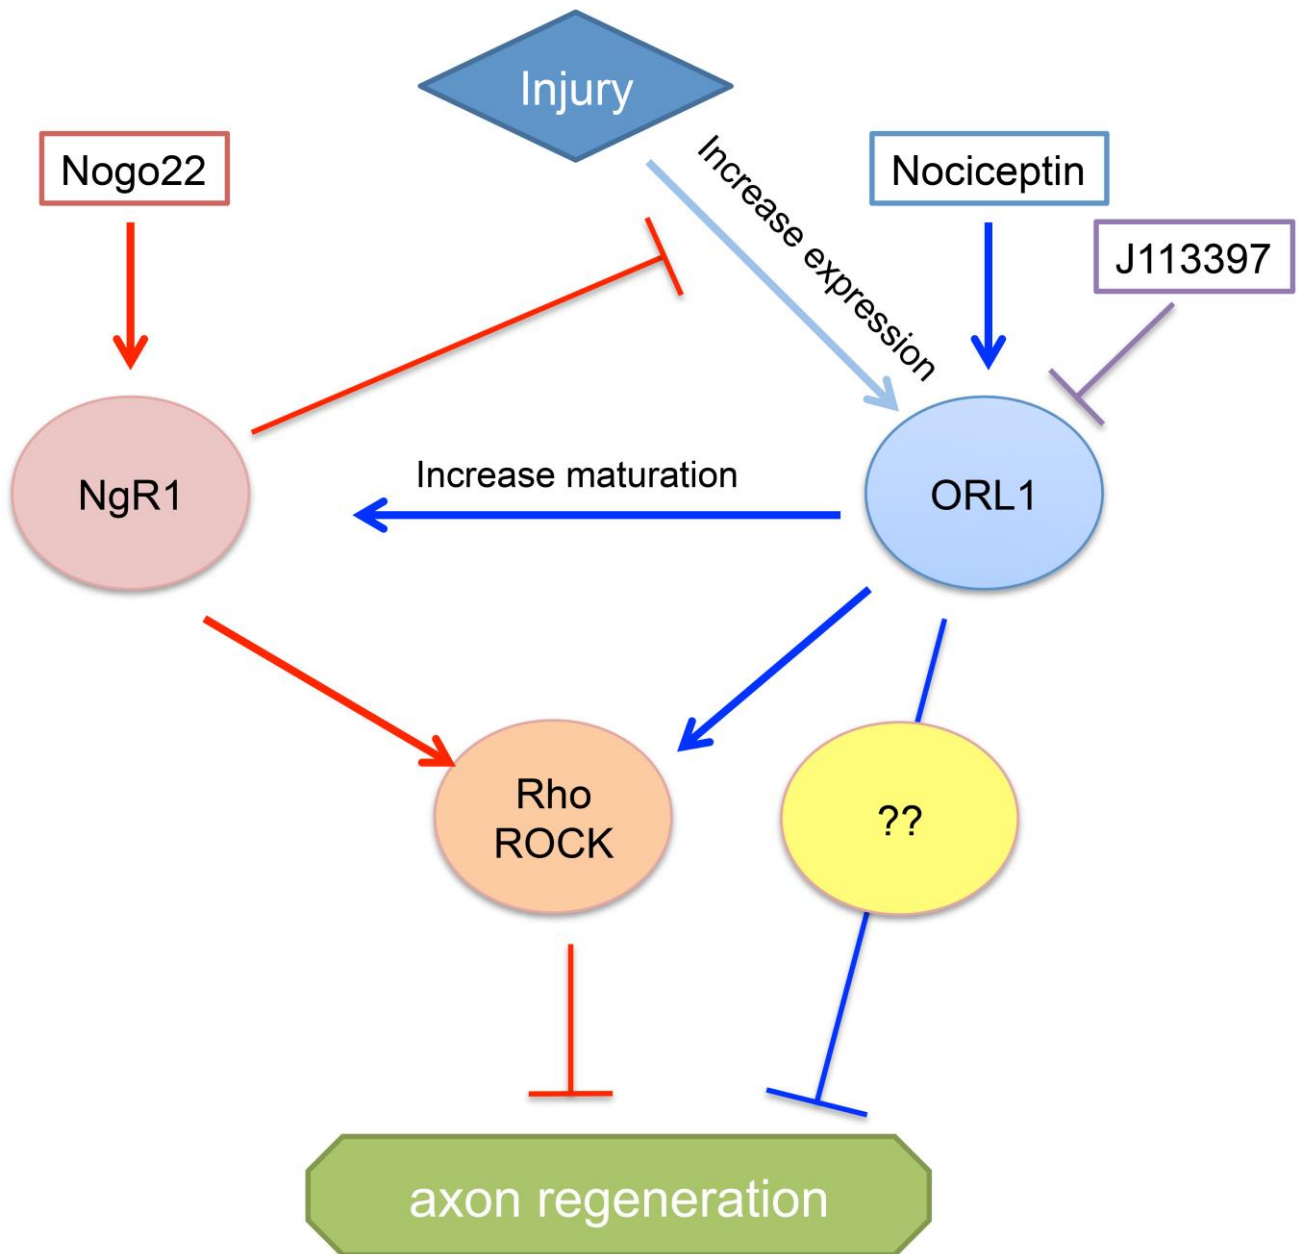 Injury
Nogo22
Nociceptin
J113397
Increase expression
Increase maturation
NgR1
ORL1
Rho
ROCK
??
axon regeneration